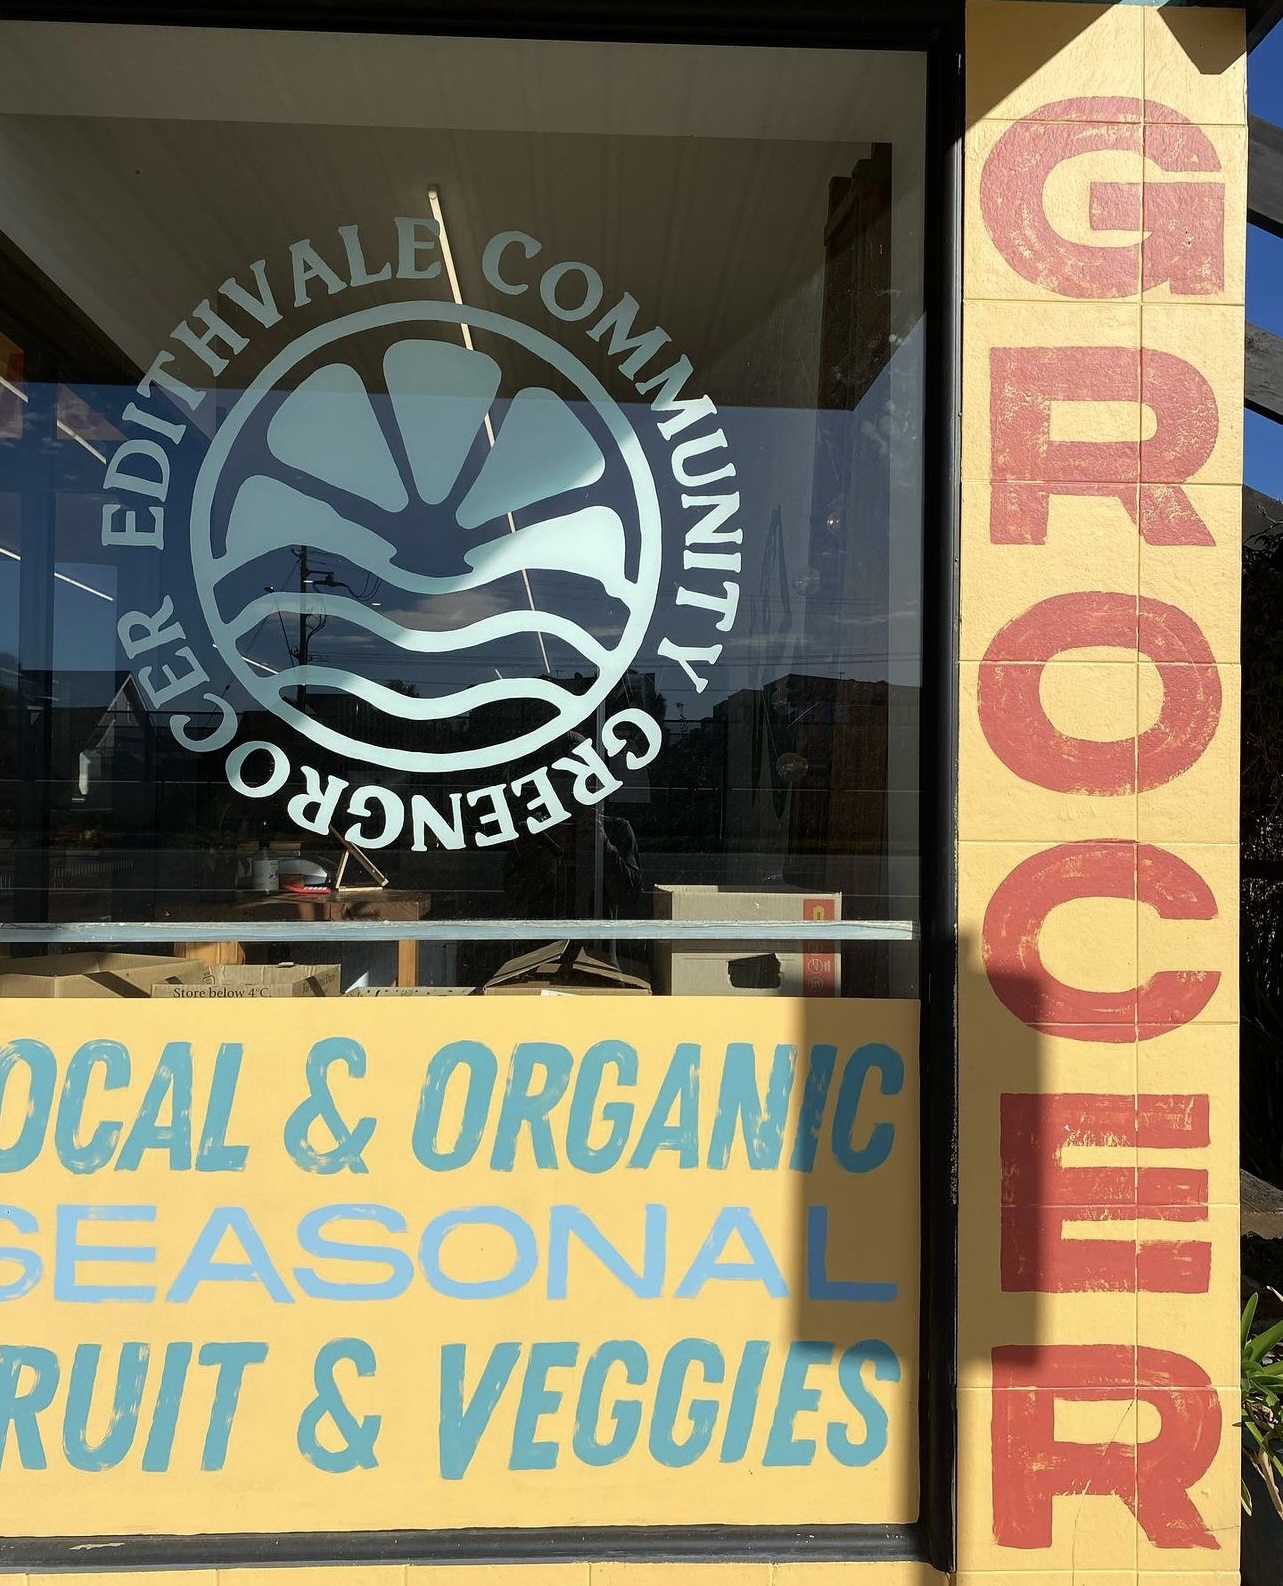 EDITHVALE COMMUNITY GREENGROCER
Store below 4°C.
OCAL & ORGANIC
SEASONAL
RUIT & VEGGIES
GROCER